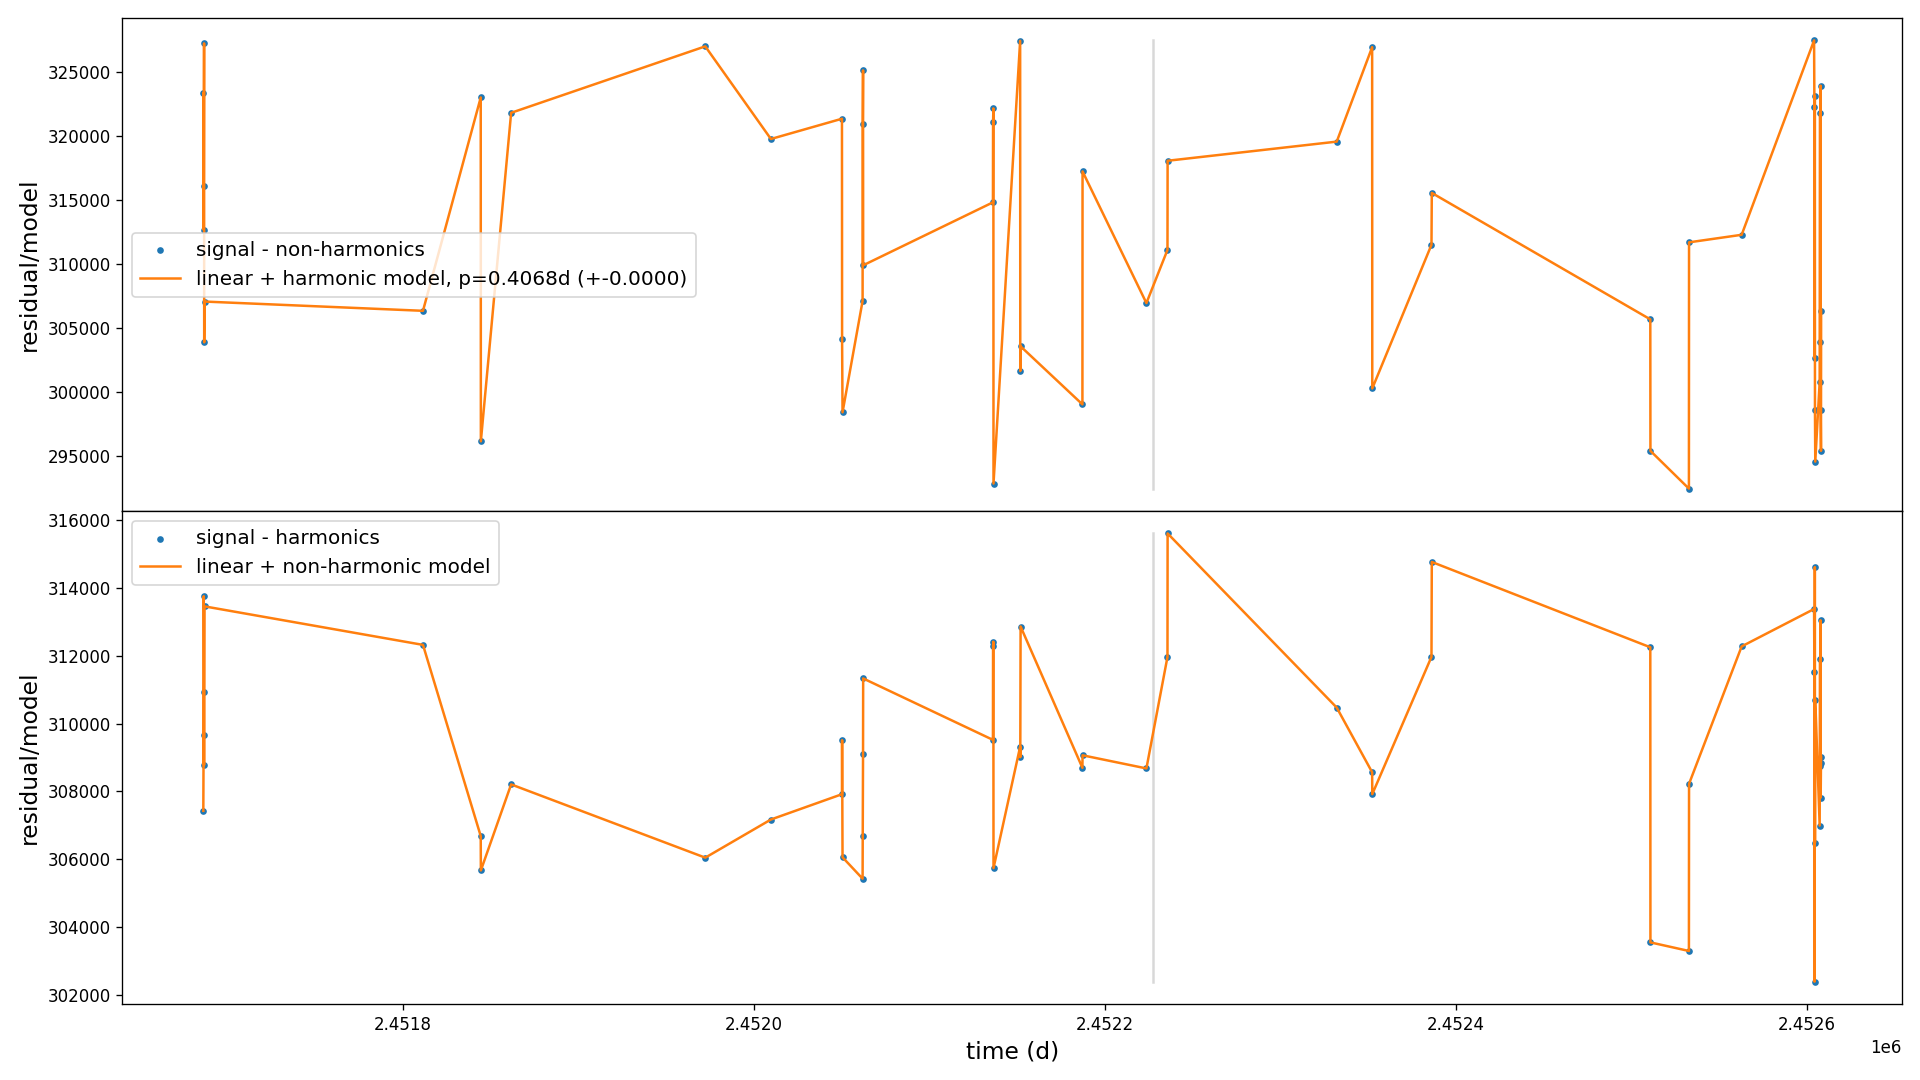 325000
320000
315000
310000
305000
300000
295000
residual/model
signal - non-harmonics
linear + harmonic model, p=0.4068d (+-0.0000)
316000
314000
312000
310000
308000
306000
304000
302000
residual/model
signal - harmonics
linear + non-harmonic model
2.4518 2.4520 2.4522 2.4524 2.4526
1e6
time (d)